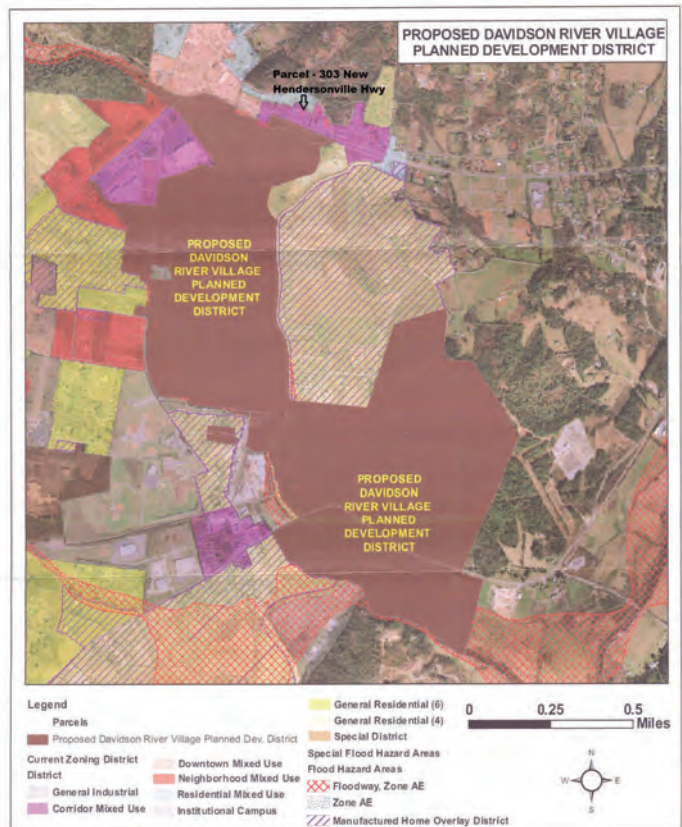 PROPOSED DAVIDSON RIVER VILLAGE
PLANNED DEVELOPMENT DISTRICT
Parcel - 303 New
Hendersonville Hwy
PROPOSED
DAVIDSON
RIVER VILLAGE
PLANNED
DEVELOPMENT
DISTRICT
PROPOSED
DAVIDSON
RIVER VILLAGE
PLANNED
DEVELOPMENT
DISTRICT
Legend
Parcels
Proposed Davidson River Village Planned Dev. District
Current Zoning District
District
General Industrial
Corridor Mixed Use
Downtown Mixed Use
Neighborhood Mixed Use
Residential Mixed Use
Institutional Campus
General Residential (6)
General Residential (4)
Special District
Special Flood Hazard Areas
Flood Hazard Areas
Floodway, Zone AE
Zone AE
Manufactured Home Overlay District
0 0.25 0.5
Miles
N
W E
S